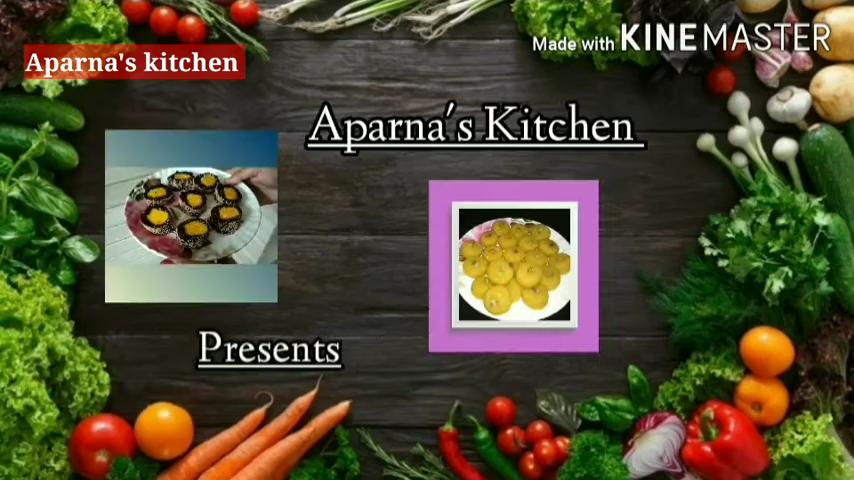 Made with KINEMASTER
Aparna's kitchen
Aparna's Kitchen
Presents